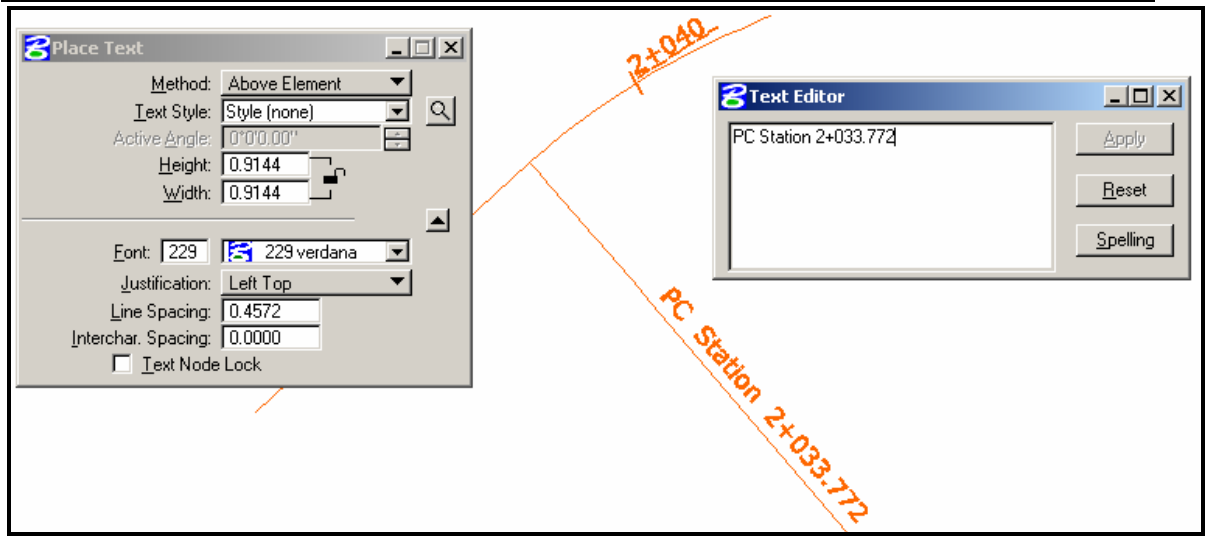 Place Text
Method: Above Element
Text Style: Style (none)
Active Angle: 0°0'0.00"
Height: 0.9144
Width: 0.9144
Font: 229 229 verdana
Justification: Left Top
Line Spacing: 0.4572
Interchar. Spacing: 0.0000
Text Node Lock
2+040
PC Station 2+033.772
Text Editor
PC Station 2+033.772
Apply
Reset
Spelling